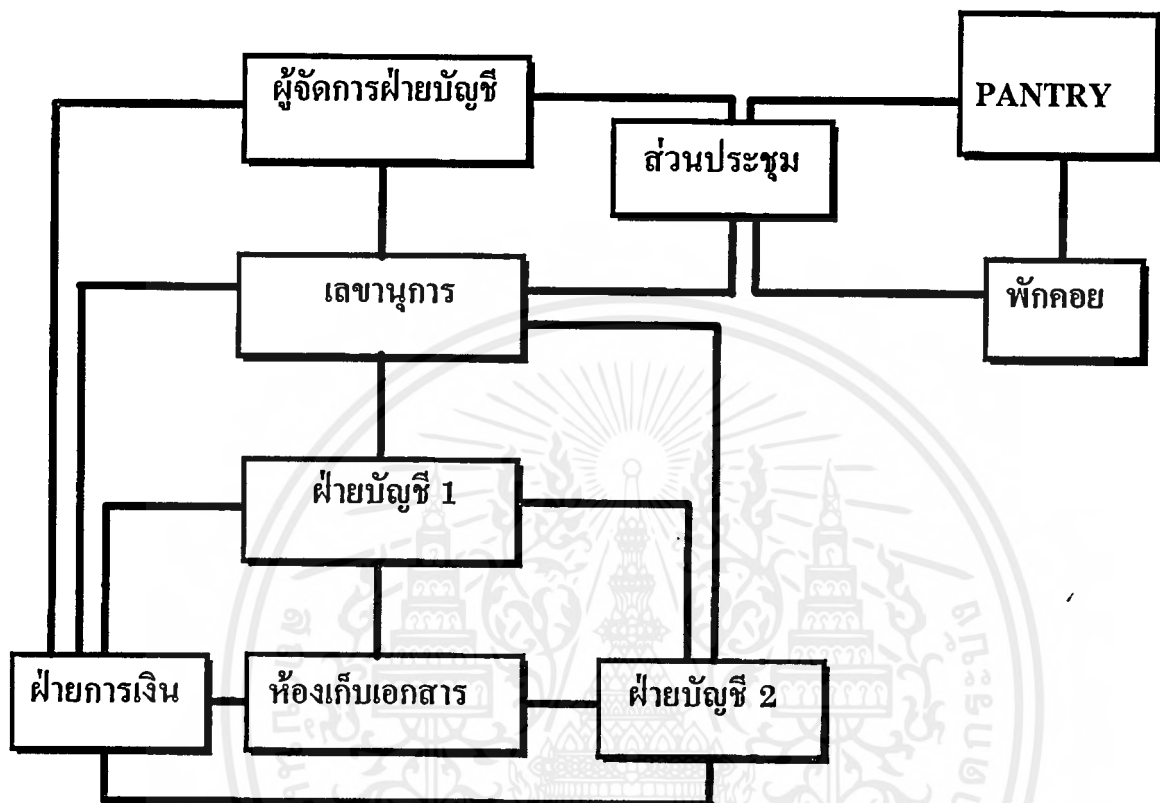 ผู้จัดการฝ่ายบัญชี
PANTRY
ส่วนประชุม
เลขานุการ
พักคอย
ฝ่ายบัญชี 1
ฝ่ายการเงิน
ห้องเก็บเอกสาร
ฝ่ายบัญชี 2